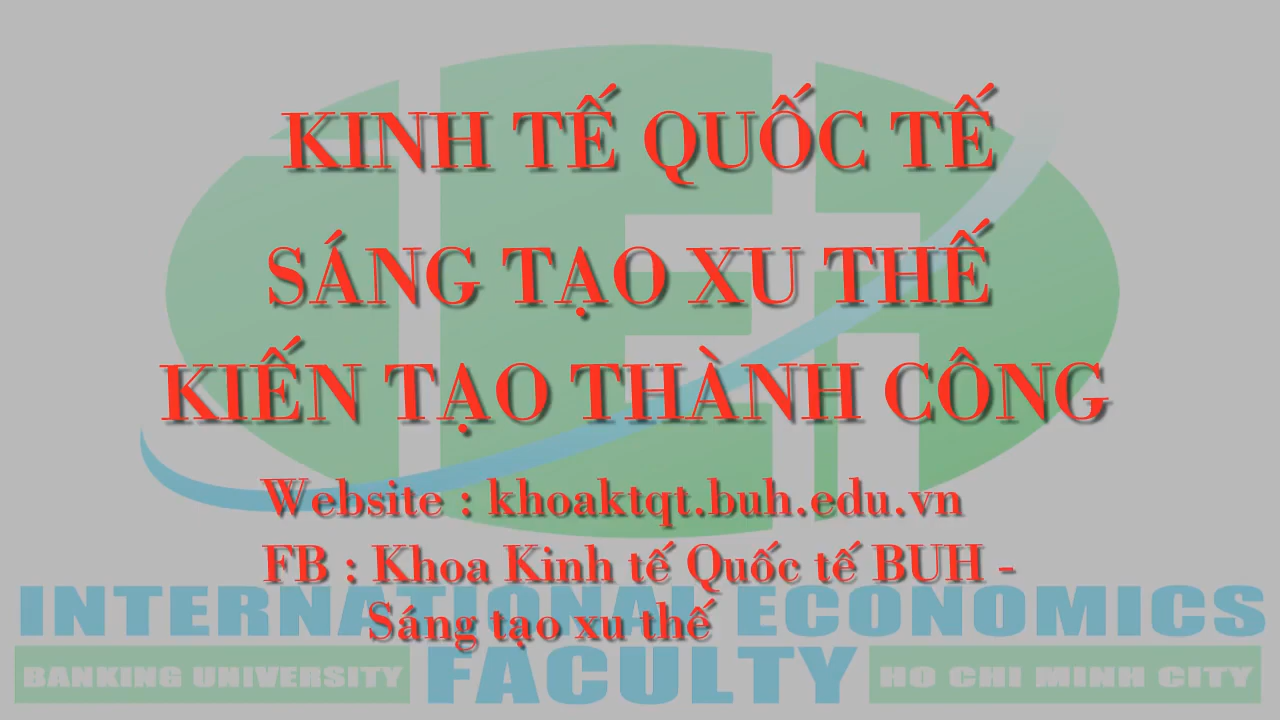 KINH TẾ QUỐC TẾ
SÁNG TẠO XU THẾ
KIẾN TẠO THÀNH CÔNG
Website : khoaktqt.buh.edu.vn
FB : Khoa Kinh tế Quốc tế BUH -
Sáng tạo xu thế
INTERNATIONAL ECONOMICS
BANKING UNIVERSITY FACULTY HO CHI MINH CITY